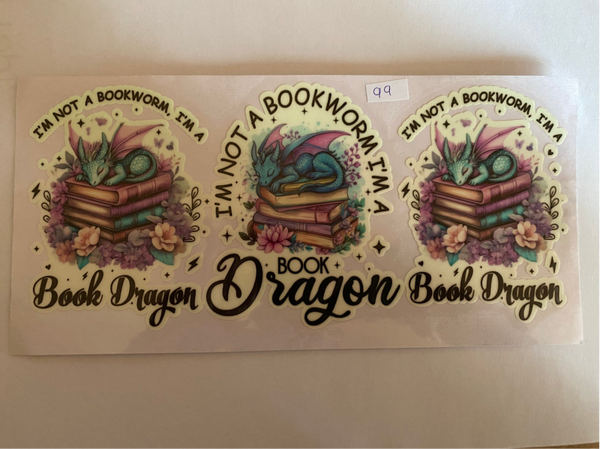 I'M NOT A BOOKWORM, I'M A
Book Dragon
I'M NOT A BOOKWORM I'M A
BOOK
Dragon
99
I'M NOT A BOOKWORM, I'M A
Book Dragon